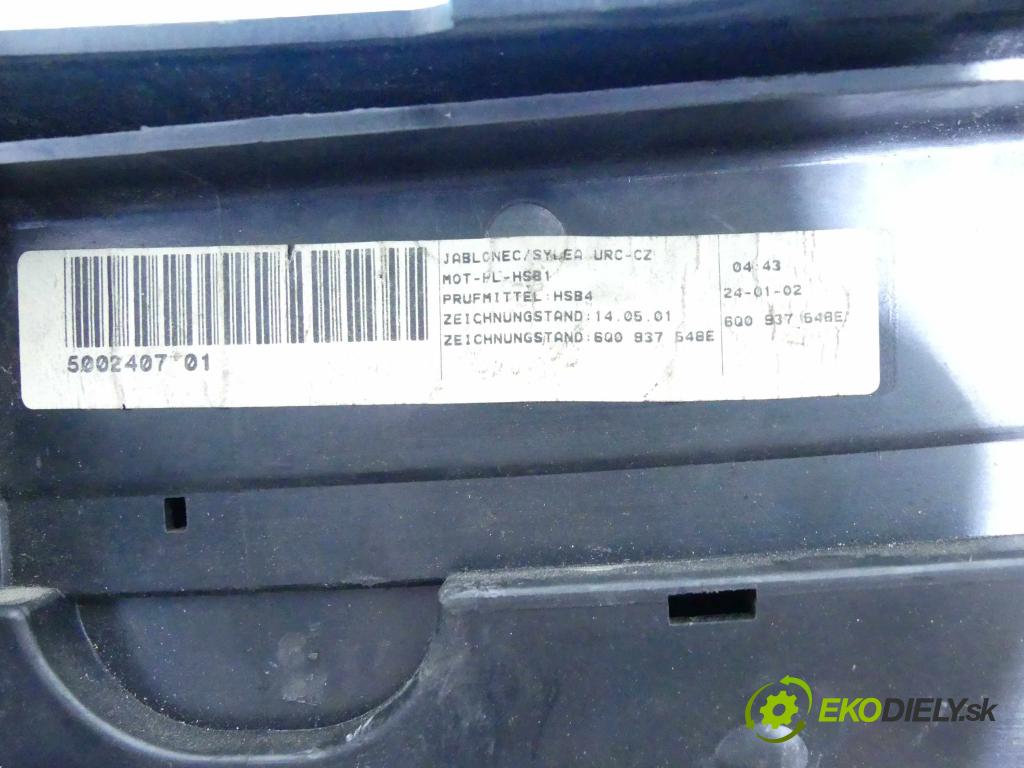 JABLONEC/SYLEA URC-CZ
MOT-PL-HSB1
PRUFMITTEL:HSB4
ZEICHNUNGSTAND:14.05.01
ZEICHNUNGSTAND:6Q0 937 548E
04:43
24-01-02
6Q0 937 548E
5002407 01
EKODIELY.sk